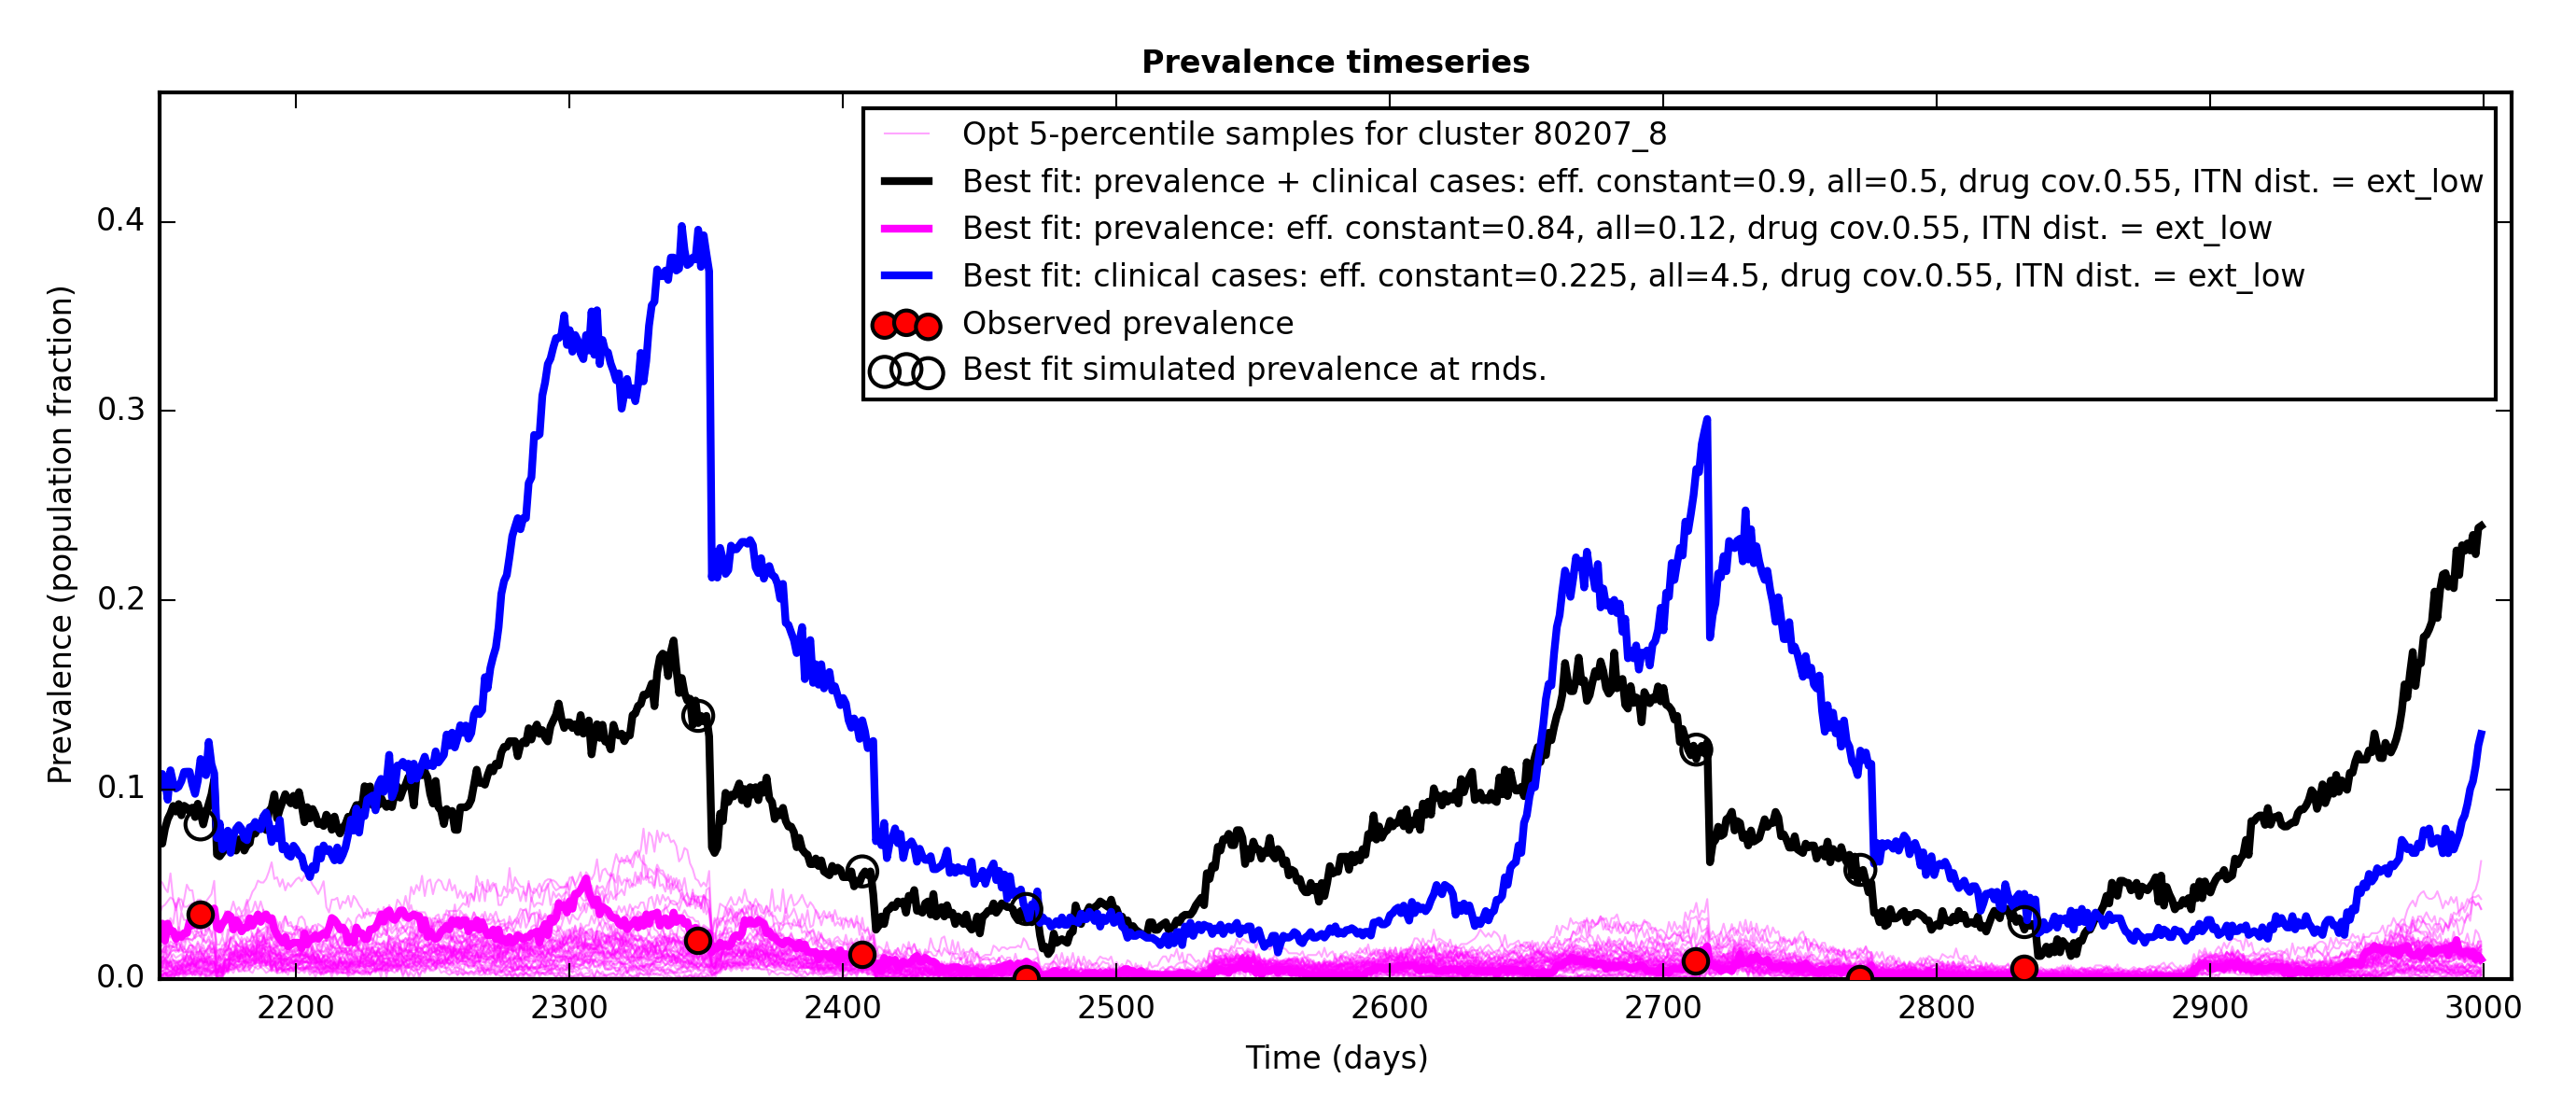 Prevalence timeseries
Opt 5-percentile samples for cluster 80207_8
Best fit: prevalence + clinical cases: eff. constant=0.9, all=0.5, drug cov.0.55, ITN dist. = ext_low
Best fit: prevalence: eff. constant=0.84, all=0.12, drug cov.0.55, ITN dist. = ext_low
Best fit: clinical cases: eff. constant=0.225, all=4.5, drug cov.0.55, ITN dist. = ext_low
Observed prevalence
Best fit simulated prevalence at rnds.
Prevalence (population fraction)
0.4
0.3
0.2
0.1
0.0
2200 2300 2400 2500 2600 2700 2800 2900 3000
Time (days)